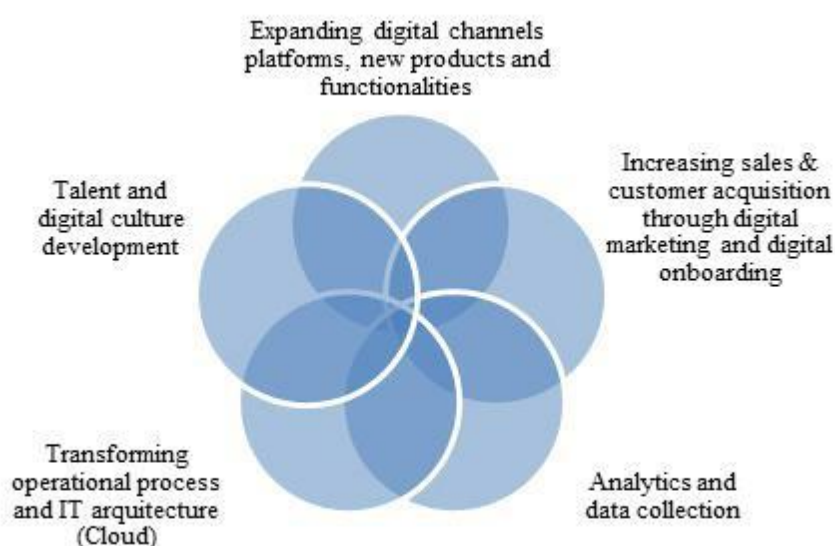 Expanding digital channels
platforms, new products and
functionalities
Increasing sales &
customer acquisition
through digital
marketing and digital
onboarding
Talent and
digital culture
development
Transforming
operational process
and IT arquitecture
(Cloud)
Analytics and
data collection